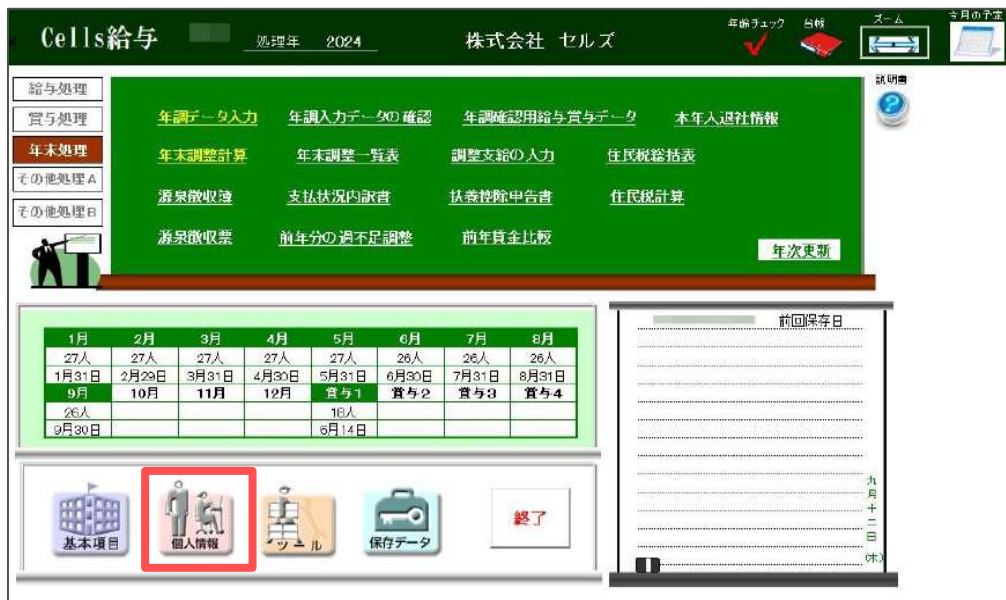 Cells給与 処理年 2024 株式会社 セルズ 年齢チェック 台帳 ズーム 今月の予定
説明書
給与処理
賞与処理
年末処理
その他処理A
その他処理B
年調データ入力 年調入力データの確認 年調確認用給与賞与データ 本年入退社情報
年末調整計算 年末調整一覧表 調整支給の入力 住民税総括表
源泉徴収簿 支払状況内訳書 扶養控除申告書 住民税計算
源泉徴収票 前年分の過不足調整 前年賃金比較
年次更新
1月 2月 3月 4月 5月 6月 7月 8月
27人 27人 27人 27人 27人 26人 26人 26人
1月31日 2月29日 3月31日 4月30日 5月31日 6月30日 7月31日 8月31日
9月 10月 11月 12月 賞与1 賞与2 賞与3 賞与4
26人 18人
9月30日 6月14日
前回保存日
九月十二日(木)
基本項目 個人情報 ツール 保存データ 終了